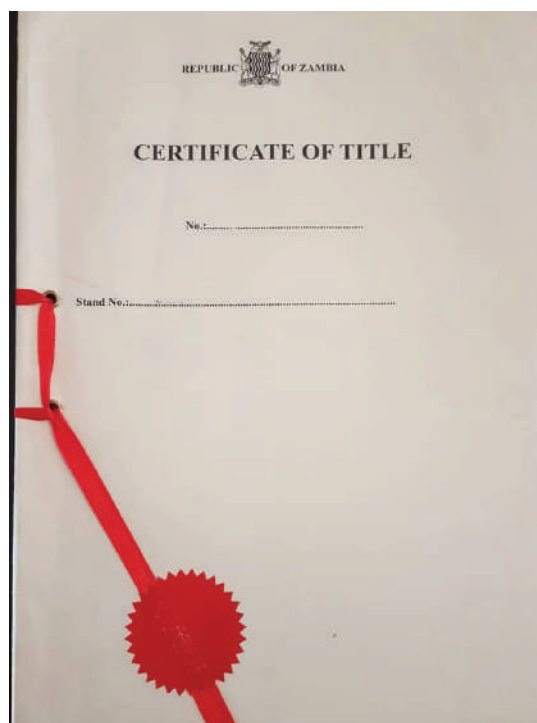 REPUBLIC OF ZAMBIA
CERTIFICATE OF TITLE
No.:
Stand No.: